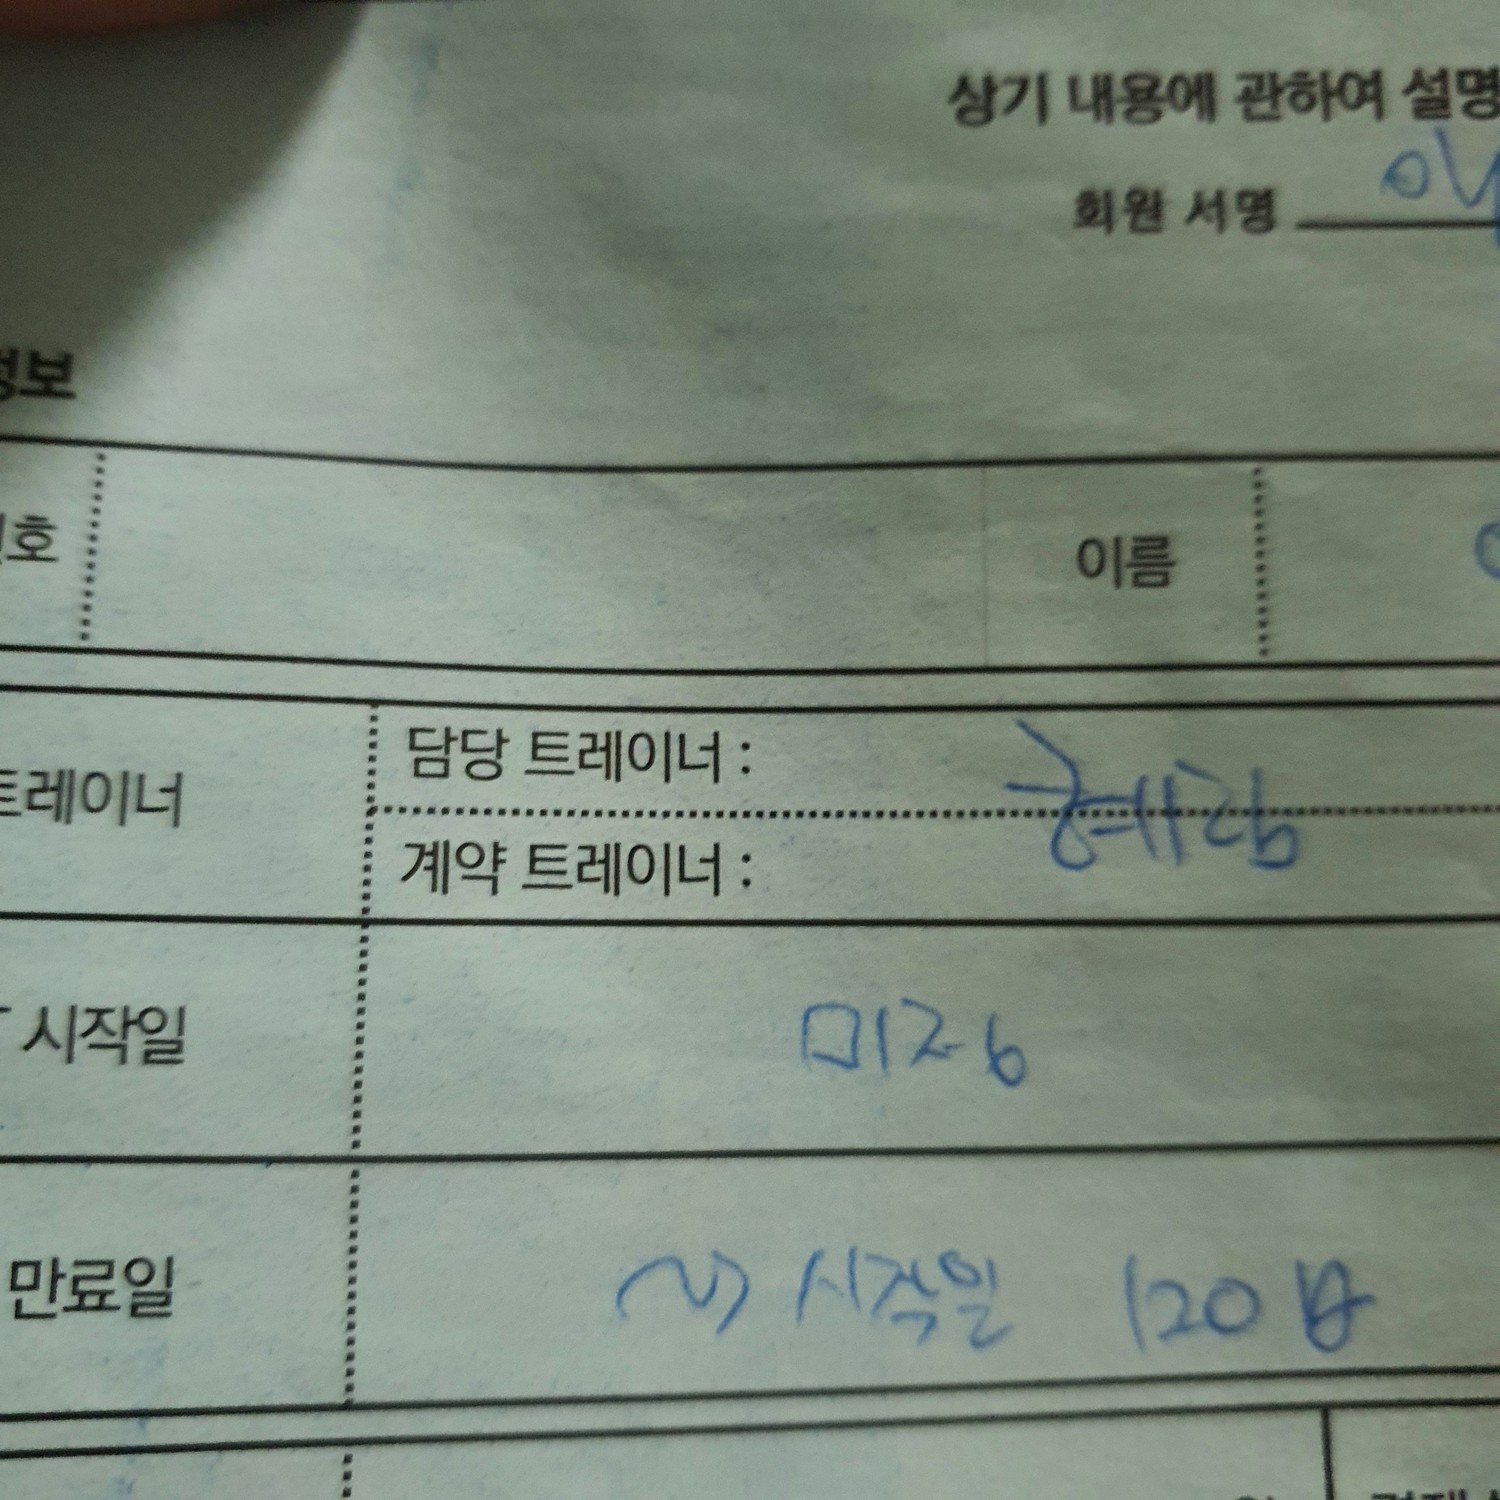 상기 내용에 관하여 설명
회원 서명
정보
호
이름
트레이너
담당 트레이너 :
혜림
계약 트레이너 :
시작일
미정
만료일
~> 시작일 120일